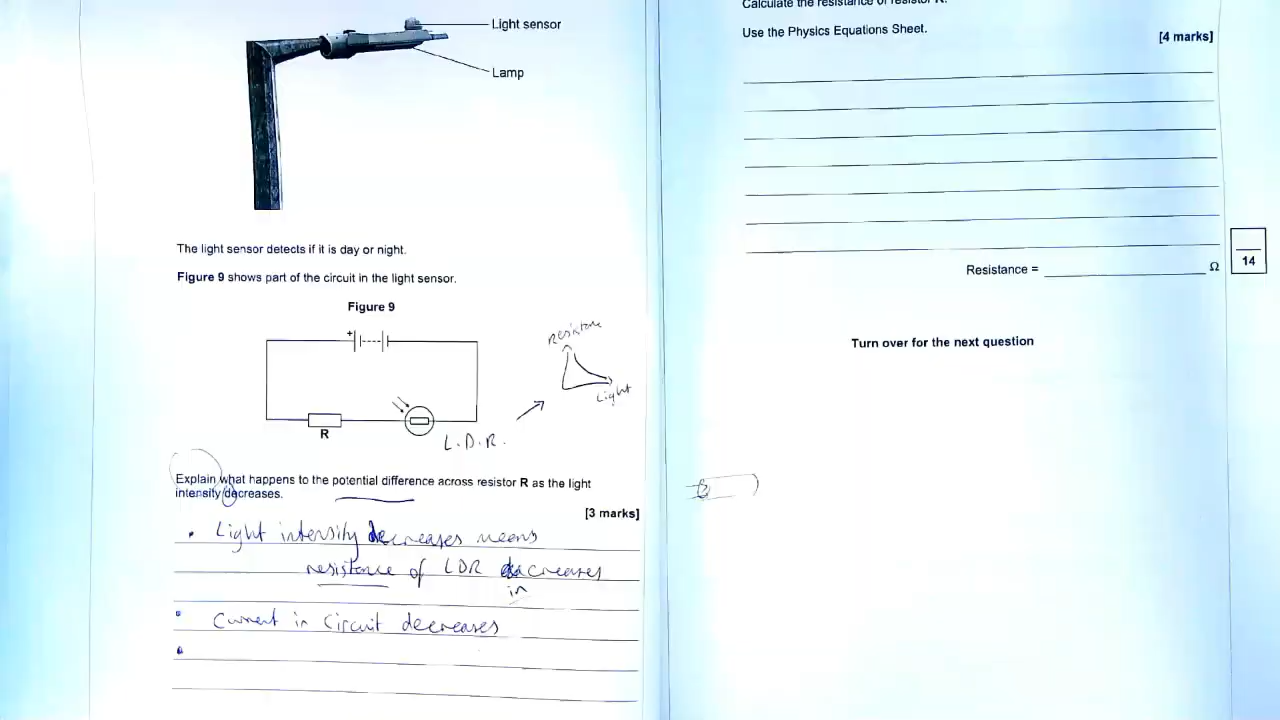 Light sensor
Lamp
The light sensor detects if it is day or night.
Figure 9 shows part of the circuit in the light sensor.
Figure 9
+
R
L.D.R.
Resistance
Light
Explain what happens to the potential difference across resistor R as the light
intensity decreases.
[3 marks]
• Light intensity decreases means
resistance of LDR creases
in
• Current in circuit decreases
•
Calculate the resistance of resistor R.
Use the Physics Equations Sheet.
[4 marks]
Resistance = Ω
14
Turn over for the next question